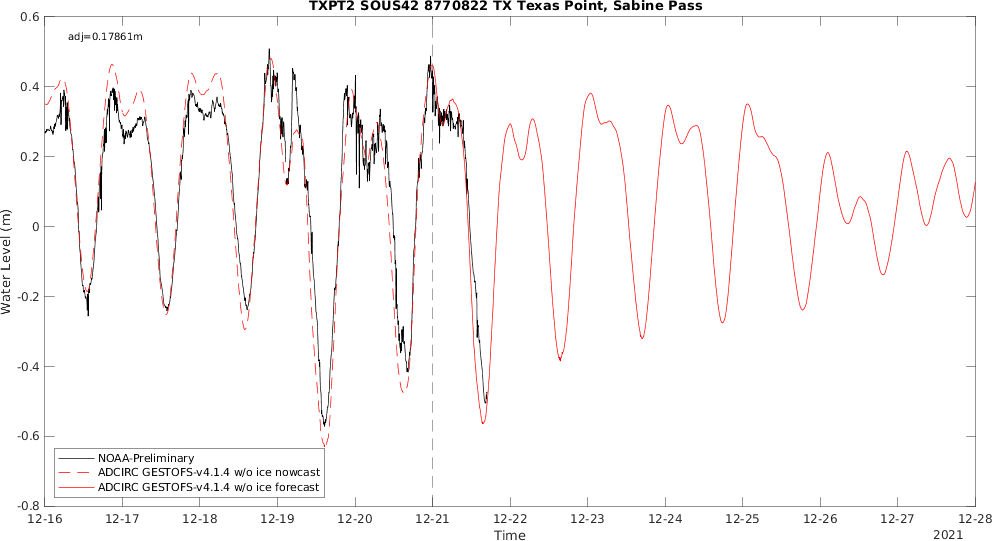 TXPT2 SOUS42 8770822 TX Texas Point, Sabine Pass
adj=0.17861m
0.6
0.4
0.2
0
-0.2
-0.4
-0.6
-0.8
Water Level (m)
NOAA-Preliminary
ADCIRC GESTOFS-v4.1.4 w/o ice nowcast
ADCIRC GESTOFS-v4.1.4 w/o ice forecast
12-16 12-17 12-18 12-19 12-20 12-21 12-22 12-23 12-24 12-25 12-26 12-27 12-28
Time
2021